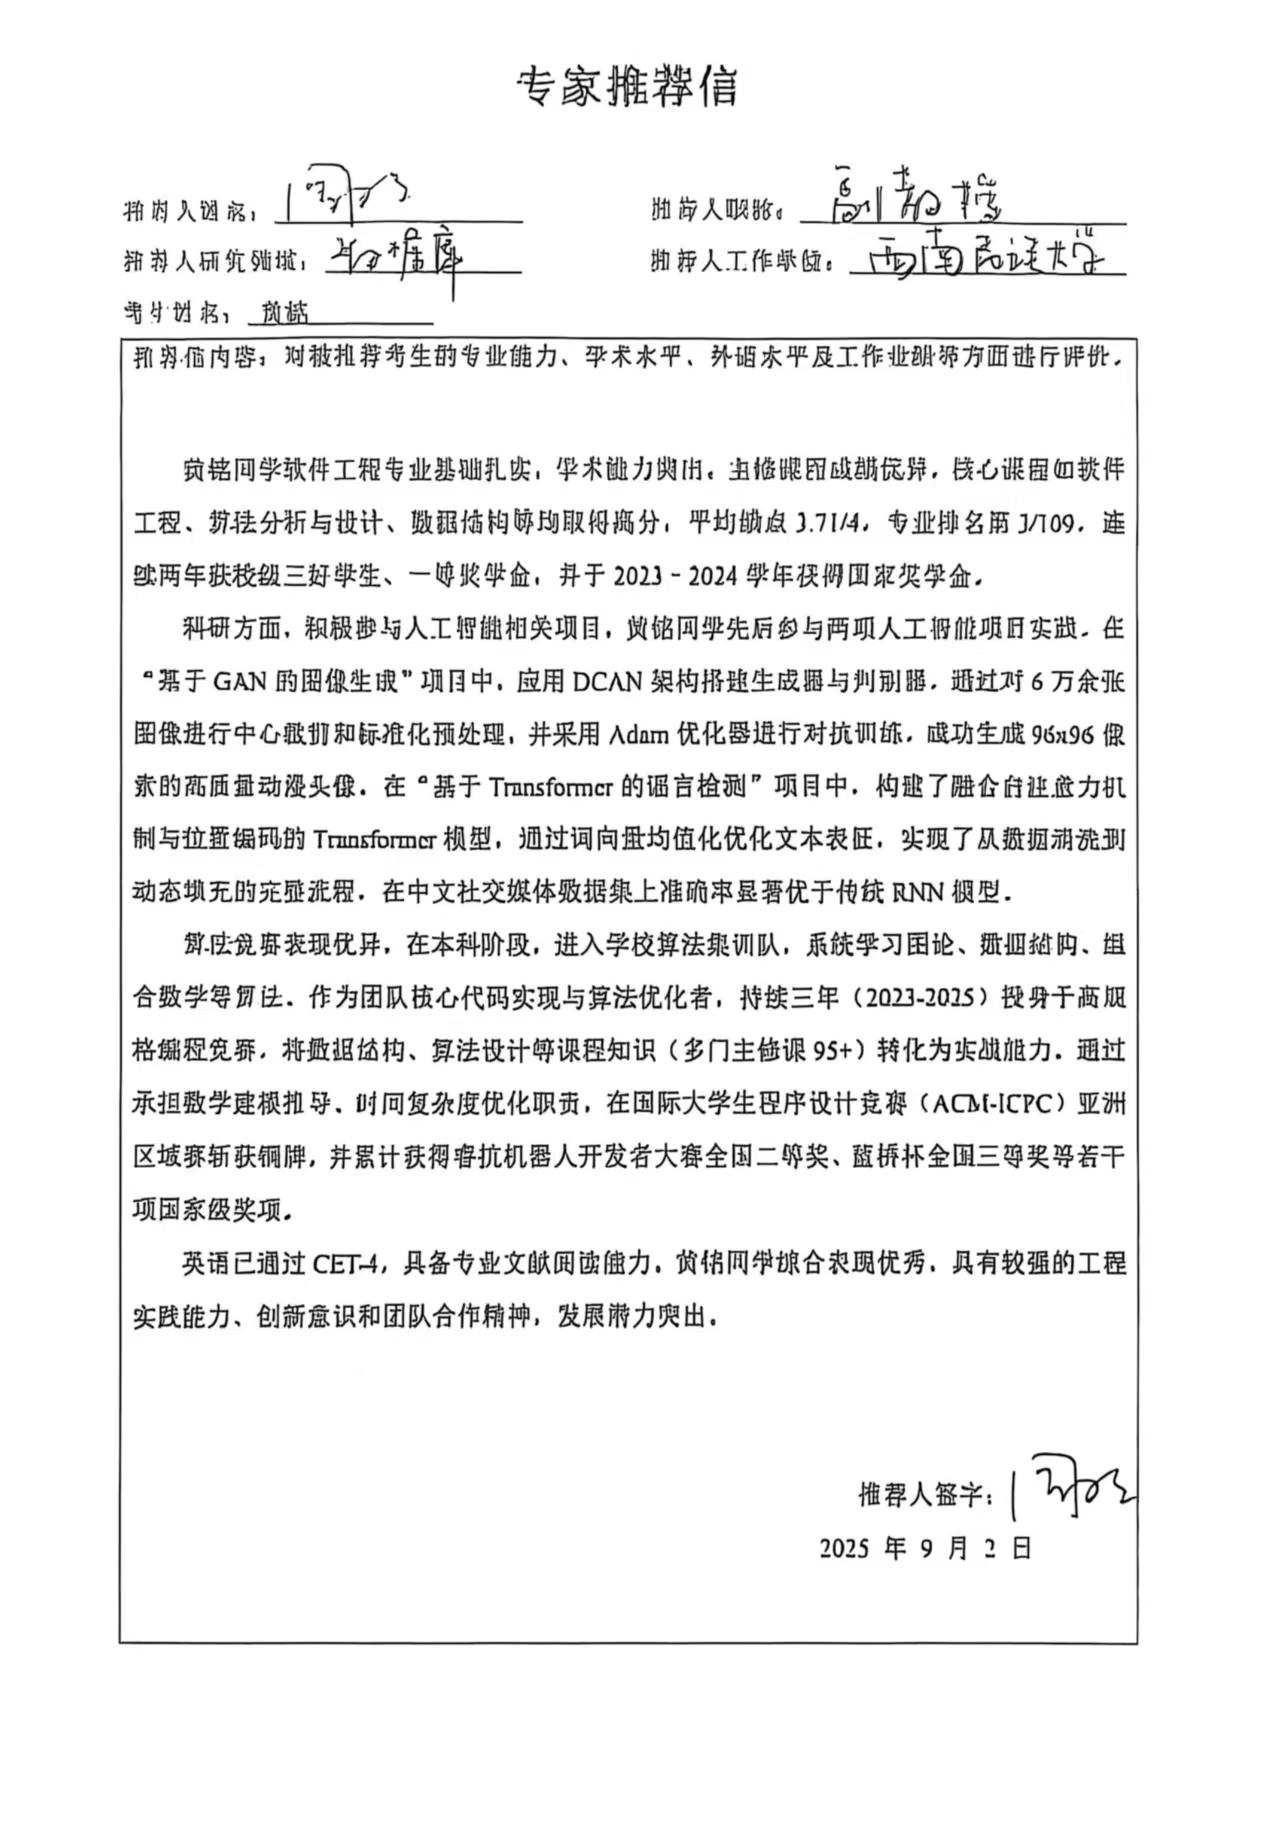 专家推荐信
推荐人姓名： 推荐人职称：副教授
推荐人研究领域：数据库 推荐人工作单位：西南民族大学
考生姓名：黄铭
推荐信内容：对被推荐考生的专业能力、学术水平、外语水平及工作业绩等方面进行评价。
黄铭同学软件工程专业基础扎实，学术能力突出。主修课程成绩优异，核心课程如软件
工程、算法分析与设计、数据结构等均取得高分，平均绩点 3.71/4，专业排名第 3/109，连
续两年获校级三好学生、一等奖学金，并于 2023 - 2024 学年获得国家奖学金。
科研方面，积极参与人工智能相关项目，黄铭同学先后参与两项人工智能项目实践。在
“基于 GAN 的图像生成”项目中，应用 DCAN 架构搭建生成器与判别器，通过对 6 万余张
图像进行中心裁剪和标准化预处理，并采用 Adam 优化器进行对抗训练，成功生成 96x96 像
素的高质量动漫头像。在“基于 Transformer 的谣言检测”项目中，构建了融合自注意力机
制与位置编码的 Transformer 模型，通过词向量均值化优化文本表征，实现了从数据清洗到
动态填充的完整流程，在中文社交媒体数据集上准确率显著优于传统 RNN 模型。
算法竞赛表现优异，在本科阶段，进入学校算法集训队，系统学习图论、数据结构、组
合数学等算法。作为团队核心代码实现与算法优化者，持续三年（2023-2025）投身于高规
格编程竞赛，将数据结构、算法设计等课程知识（多门主修课 95+）转化为实战能力。通过
承担数学建模推导、时间复杂度优化职责，在国际大学生程序设计竞赛（ACM-ICPC）亚洲
区域赛斩获铜牌，并累计获得睿抗机器人开发者大赛全国二等奖、蓝桥杯全国三等奖等若干
项国家级奖项。
英语已通过 CET-4，具备专业文献阅读能力。黄铭同学综合表现优秀，具有较强的工程
实践能力、创新意识和团队合作精神，发展潜力突出。
推荐人签字：
2025 年 9 月 2 日